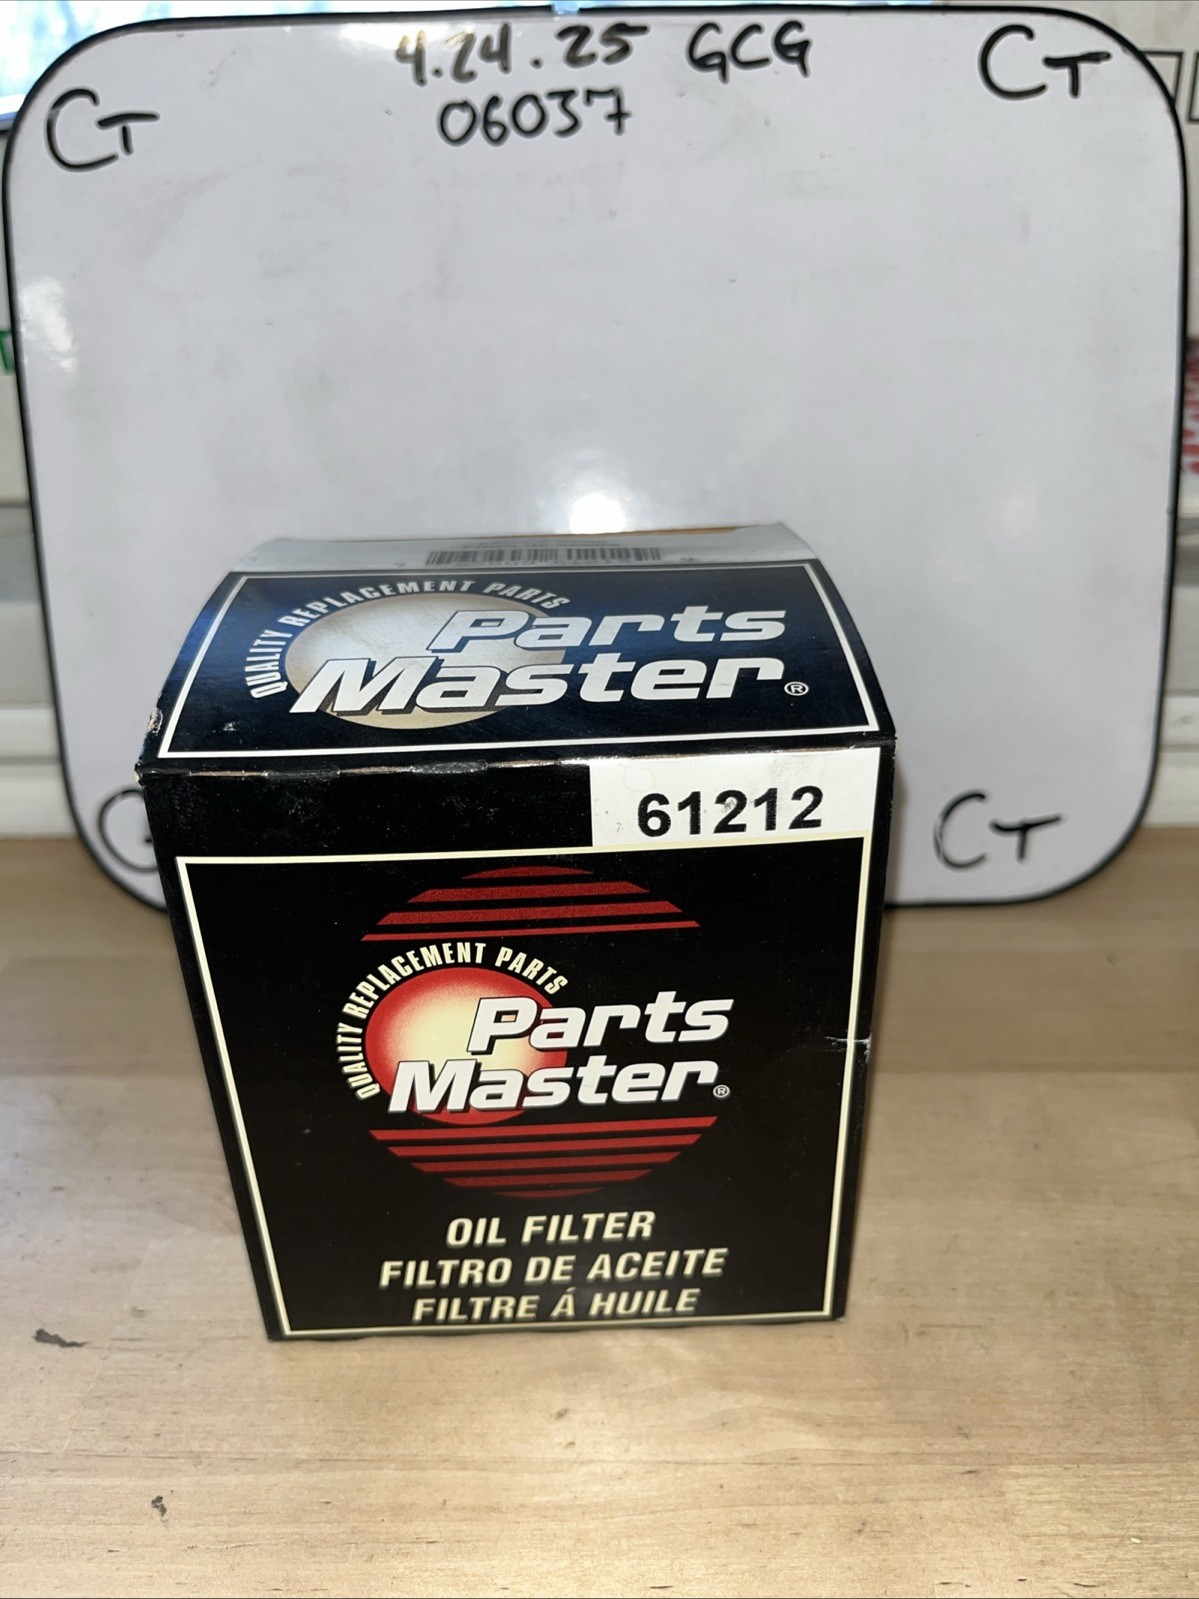 4.24.25 GCG
06037
CT
CT
QUALITY REPLACEMENT PARTS
Parts
Master®
61212
CT
QUALITY REPLACEMENT PARTS
Parts
Master®
OIL FILTER
FILTRO DE ACEITE
FILTRE Á HUILE